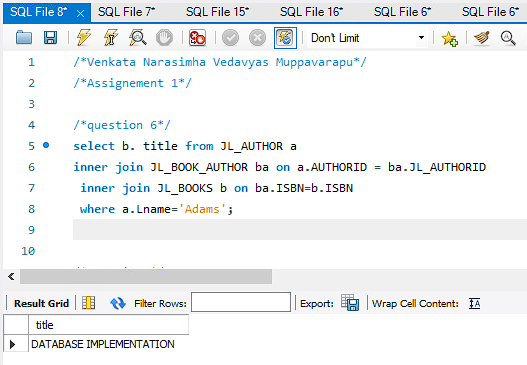 SQL File 8* SQL File 7* SQL File 15* SQL File 16* SQL File 6* SQL File 6*
Don't Limit
1 /*Venkata Narasimha Vedavyas Muppavarapu*/
2 /*Assignement 1*/
3
4 /*question 6*/
5 select b. title from JL_AUTHOR a
6 inner join JL_BOOK_AUTHOR ba on a.AUTHORID = ba.JL_AUTHORID
7 inner join JL_BOOKS b on ba.ISBN=b.ISBN
8 where a.Lname='Adams';
9
10
Result Grid Filter Rows: Export: Wrap Cell Content: IA
title
DATABASE IMPLEMENTATION